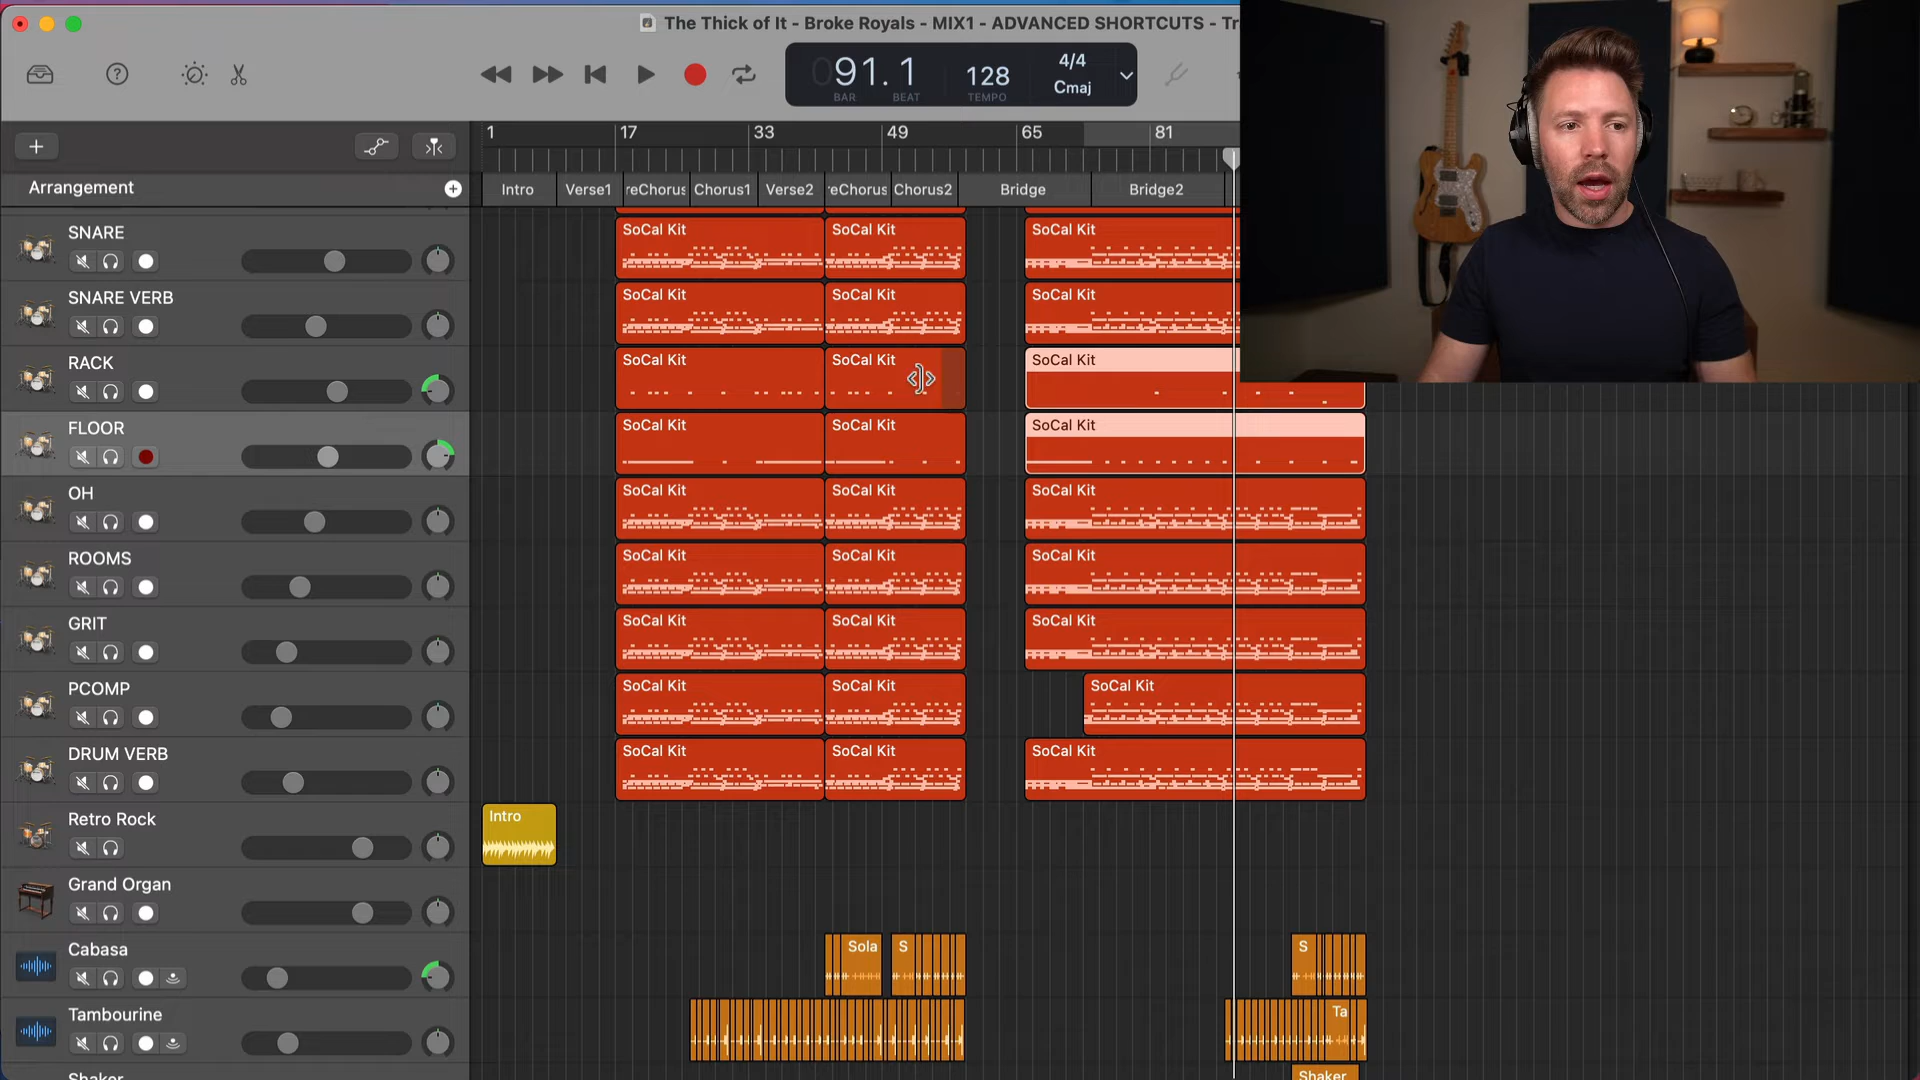 The Thick of It - Broke Royals - MIX1 - ADVANCED SHORTCUTS - Tr
091.1
BAR
BEAT
128
TEMPO
4/4
Cmaj
1
17
33
49
65
81
Arrangement
Intro
Verse1
reChorus
Chorus1
Verse2
reChorus
Chorus2
Bridge
Bridge2
SNARE
SoCal Kit
SoCal Kit
SoCal Kit
SNARE VERB
SoCal Kit
SoCal Kit
SoCal Kit
RACK
SoCal Kit
SoCal Kit
SoCal Kit
FLOOR
SoCal Kit
SoCal Kit
SoCal Kit
OH
SoCal Kit
SoCal Kit
SoCal Kit
ROOMS
SoCal Kit
SoCal Kit
SoCal Kit
GRIT
SoCal Kit
SoCal Kit
SoCal Kit
PCOMP
SoCal Kit
SoCal Kit
SoCal Kit
DRUM VERB
SoCal Kit
SoCal Kit
SoCal Kit
Retro Rock
Intro
Grand Organ
Cabasa
Sola
S
S
Tambourine
Ta
Shaker
Shaker